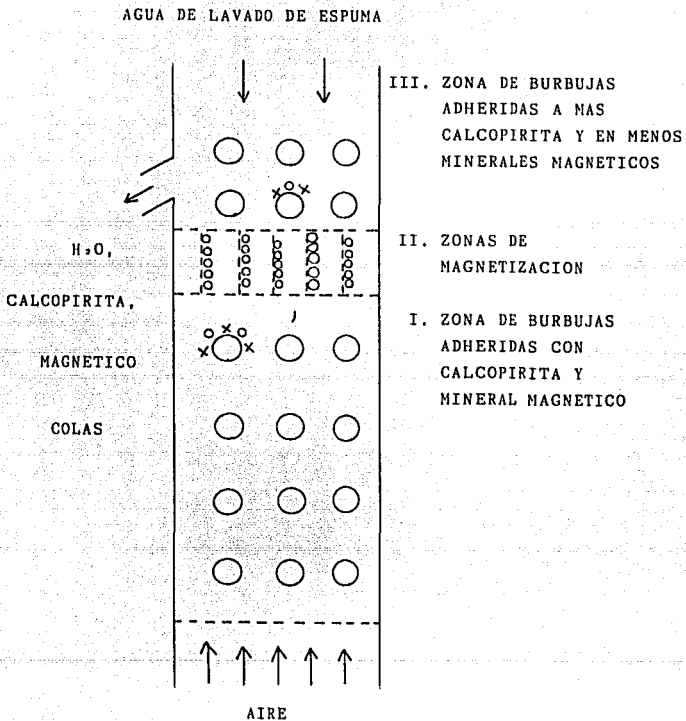 AGUA DE LAVADO DE ESPUMA
III. ZONA DE BURBUJAS
ADHERIDAS A MAS
CALCOPIRITA Y EN MENOS
MINERALES MAGNETICOS
II. ZONAS DE
MAGNETIZACION
I. ZONA DE BURBUJAS
ADHERIDAS CON
CALCOPIRITA Y
MINERAL MAGNETICO
H₂O,
CALCOPIRITA,
MAGNETICO
COLAS
AIRE